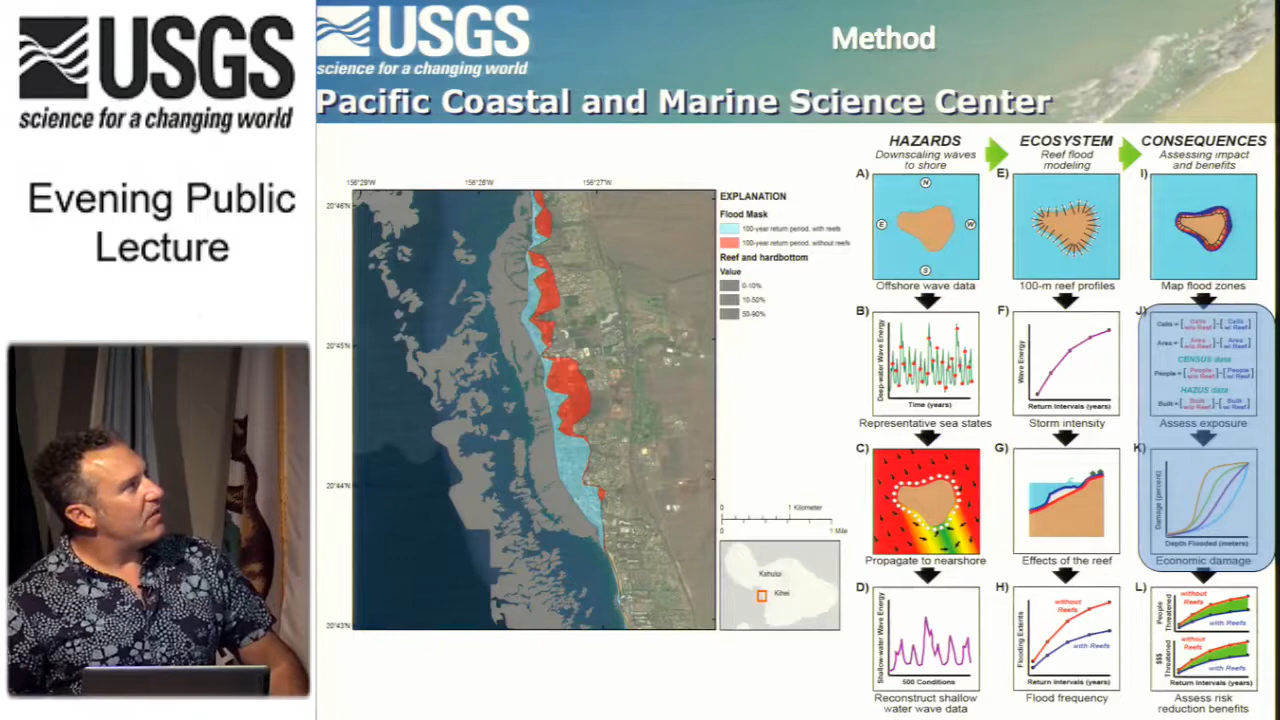 USGS
science for a changing world
Evening Public
Lecture
USGS
science for a changing world
Method
Pacific Coastal and Marine Science Center
156°29'W
156°28'W
156°27'W
20°46'N
20°45'N
20°44'N
20°43'N
EXPLANATION
Flood Mask
100-year return period, with reefs
100-year return period, without reefs
Reef and hardbottom
Value
0-10%
10-50%
50-90%
0 1 Kilometer
0 1 Mile
Kahului
Kihei
HAZARDS
Downscaling waves
to shore
A)
N
E
W
S
Offshore wave data
B)
Deep-water Wave Energy
Time (years)
Representative sea states
C)
Propagate to nearshore
D)
Shallow-water Wave Energy
500 Conditions
Reconstruct shallow
water wave data
ECOSYSTEM
Reef flood
modeling
E)
100-m reef profiles
F)
Wave Energy
Return Intervals (years)
Storm intensity
G)
Effects of the reef
H)
Flooding Extents
without
Reefs
with Reefs
Return Intervals (years)
Flood frequency
CONSEQUENCES
Assessing impact
and benefits
I)
Map flood zones
J)
Cells = [Cells w/o Reef] - [Cells w/ Reef]
Area = [Area w/o Reef] - [Area w/ Reef]
CENSUS data
People = [People w/o Reef] - [People w/ Reef]
HAZUS data
Built = [Built w/o Reef] - [Built w/ Reef]
Assess exposure
K)
Damage (percent)
Depth Flooded (meters)
Economic damage
L)
People
Threatened
without
Reefs
with Reefs
$$$
Threatened
without
Reefs
with Reefs
Return Intervals (years)
Assess risk
reduction benefits